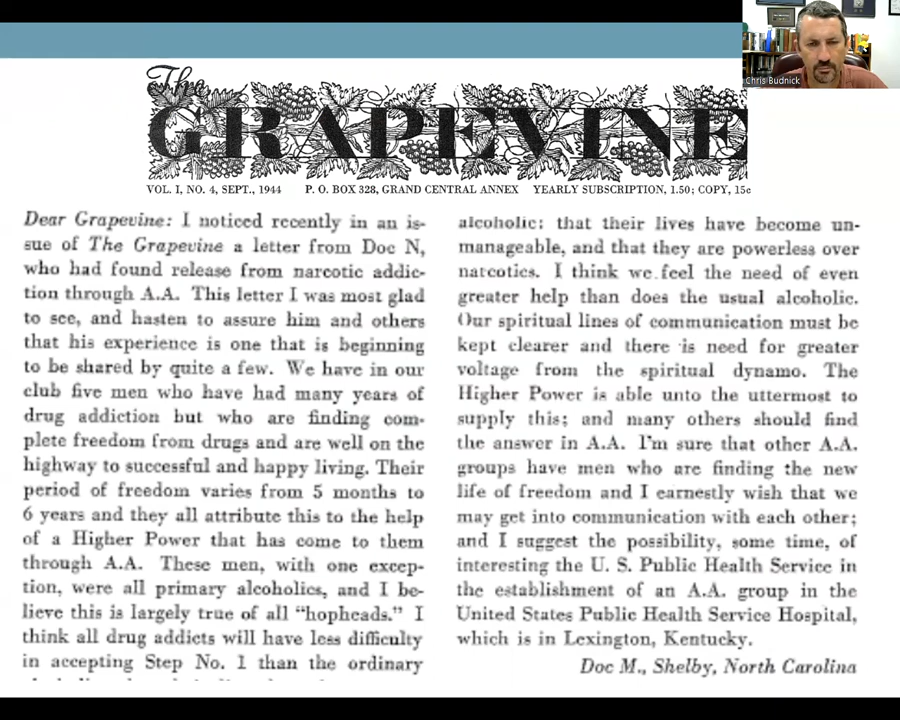 Chris Budnick
The
GRAPEVINE
VOL. I, NO. 4, SEPT., 1944 P. O. BOX 328, GRAND CENTRAL ANNEX YEARLY SUBSCRIPTION, 1.50; COPY, 15c
Dear Grapevine: I noticed recently in an is-
sue of The Grapevine a letter from Doc N,
who had found release from narcotic addic-
tion through A.A. This letter I was most glad
to see, and hasten to assure him and others
that his experience is one that is beginning
to be shared by quite a few. We have in our
club five men who have had many years of
drug addiction but who are finding com-
plete freedom from drugs and are well on the
highway to successful and happy living. Their
period of freedom varies from 5 months to
6 years and they all attribute this to the help
of a Higher Power that has come to them
through A.A. These men, with one excep-
tion, were all primary alcoholics, and I be-
lieve this is largely true of all "hopheads." I
think all drug addicts will have less difficulty
in accepting Step No. 1 than the ordinary
alcoholic; that their lives have become un-
manageable, and that they are powerless over
narcotics. I think we feel the need of even
greater help than does the usual alcoholic.
Our spiritual lines of communication must be
kept clearer and there is need for greater
voltage from the spiritual dynamo. The
Higher Power is able unto the uttermost to
supply this; and many others should find
the answer in A.A. I'm sure that other A.A.
groups have men who are finding the new
life of freedom and I earnestly wish that we
may get into communication with each other;
and I suggest the possibility, some time, of
interesting the U. S. Public Health Service in
the establishment of an A.A. group in the
United States Public Health Service Hospital,
which is in Lexington, Kentucky.
Doc M., Shelby, North Carolina